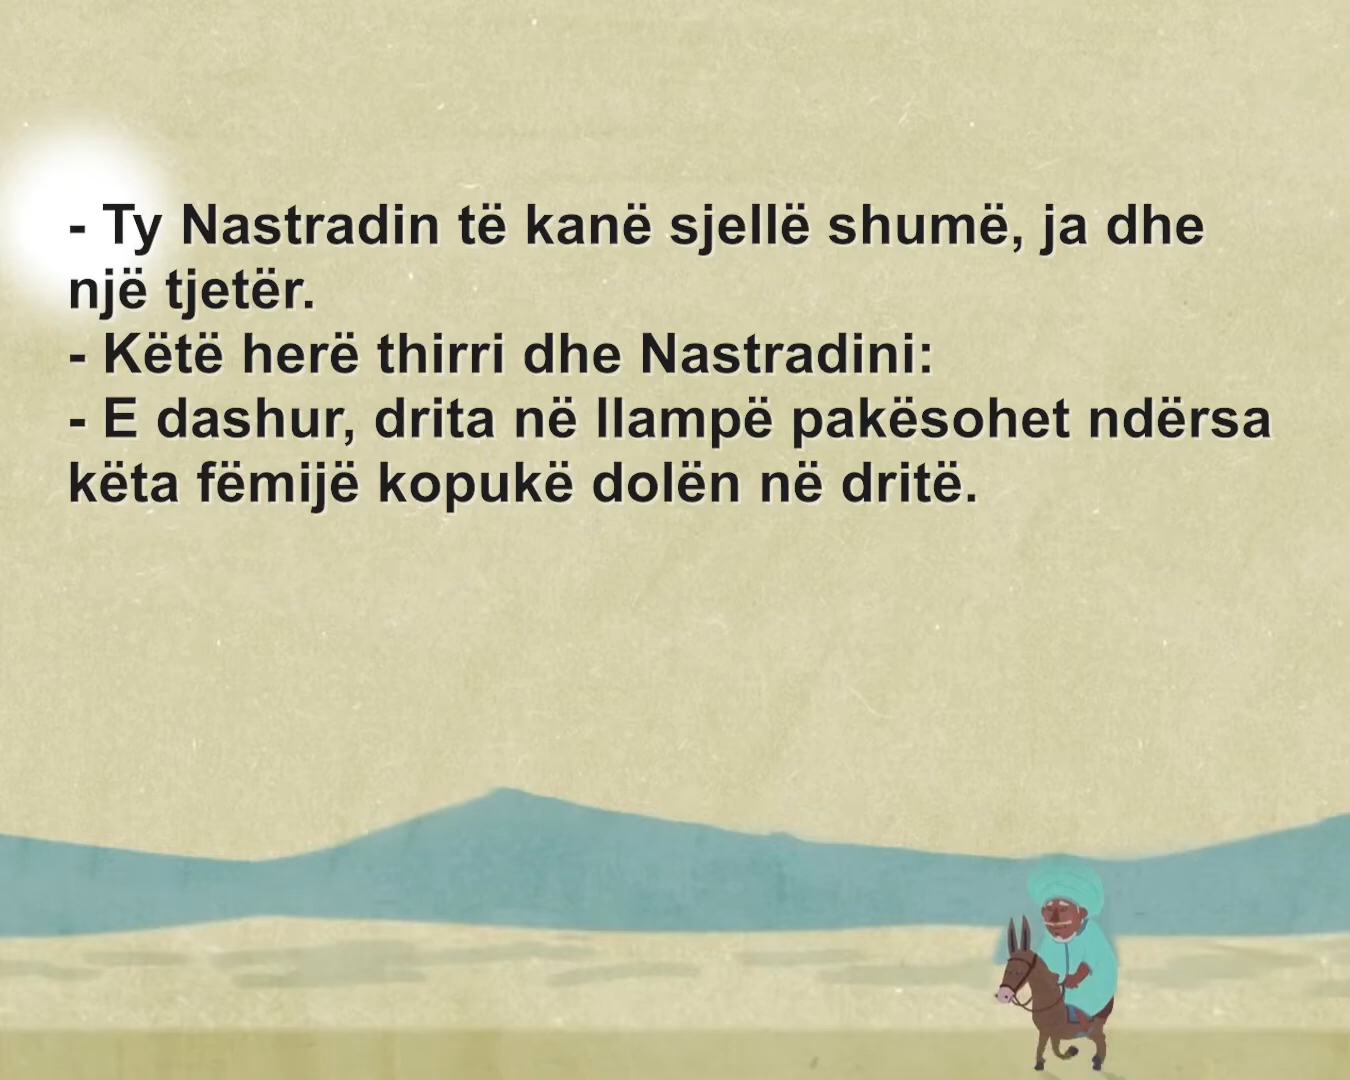 - Ty Nastradin të kanë sjellë shumë, ja dhe
një tjetër.
- Këtë herë thirri dhe Nastradini:
- E dashur, drita në llampë pakësohet ndërsa
këta fëmijë kopukë dolën në dritë.